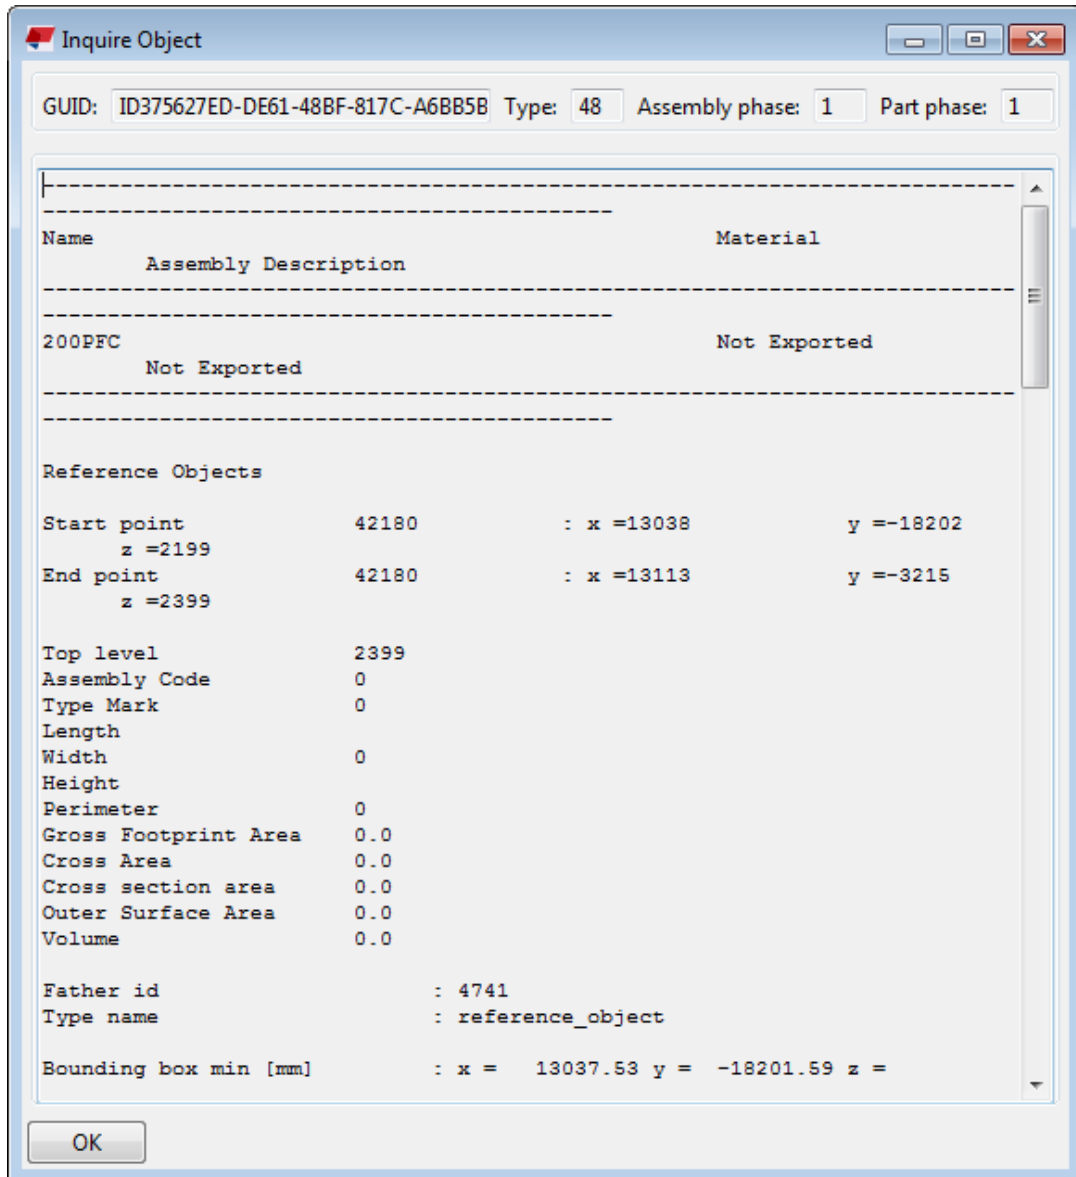 Inquire Object
GUID: ID375627ED-DE61-48BF-817C-A6BB5B Type: 48 Assembly phase: 1 Part phase: 1
---------------------------------------------------------------------------
--------------------------------------------
Name Material
Assembly Description
---------------------------------------------------------------------------
--------------------------------------------
200PFC Not Exported
Not Exported
---------------------------------------------------------------------------
--------------------------------------------
Reference Objects
Start point 42180 : x =13038 y =-18202
z =2199
End point 42180 : x =13113 y =-3215
z =2399
Top level 2399
Assembly Code 0
Type Mark 0
Length
Width 0
Height
Perimeter 0
Gross Footprint Area 0.0
Cross Area 0.0
Cross section area 0.0
Outer Surface Area 0.0
Volume 0.0
Father id : 4741
Type name : reference_object
Bounding box min [mm] : x = 13037.53 y = -18201.59 z =
OK